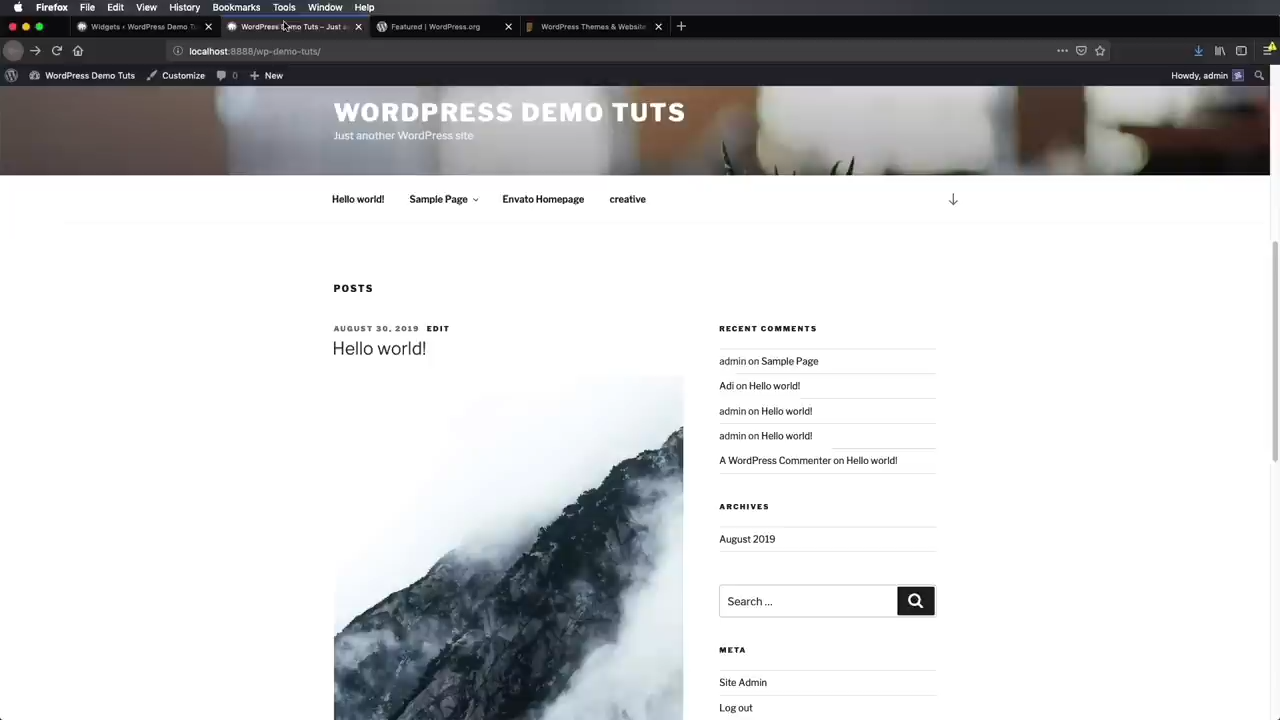 Firefox File Edit View History Bookmarks Tools Window Help
Widgets ‹ WordPress Demo T
WordPress Demo Tuts – Just a
Featured | WordPress.org
WordPress Themes & Website
localhost:8888/wp-demo-tuts/
WordPress Demo Tuts Customize 0 New Howdy, admin
WORDPRESS DEMO TUTS
Just another WordPress site
Hello world! Sample Page Envato Homepage creative
POSTS
AUGUST 30, 2019 EDIT
Hello world!
RECENT COMMENTS
admin on Sample Page
Adi on Hello world!
admin on Hello world!
admin on Hello world!
A WordPress Commenter on Hello world!
ARCHIVES
August 2019
Search ...
META
Site Admin
Log out